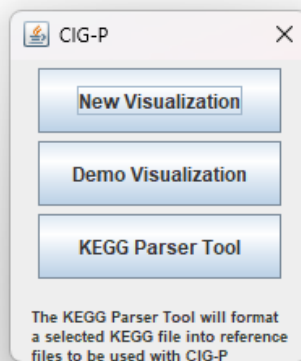 CIG-P
New Visualization
Demo Visualization
KEGG Parser Tool
The KEGG Parser Tool will format
a selected KEGG file into reference
files to be used with CIG-P